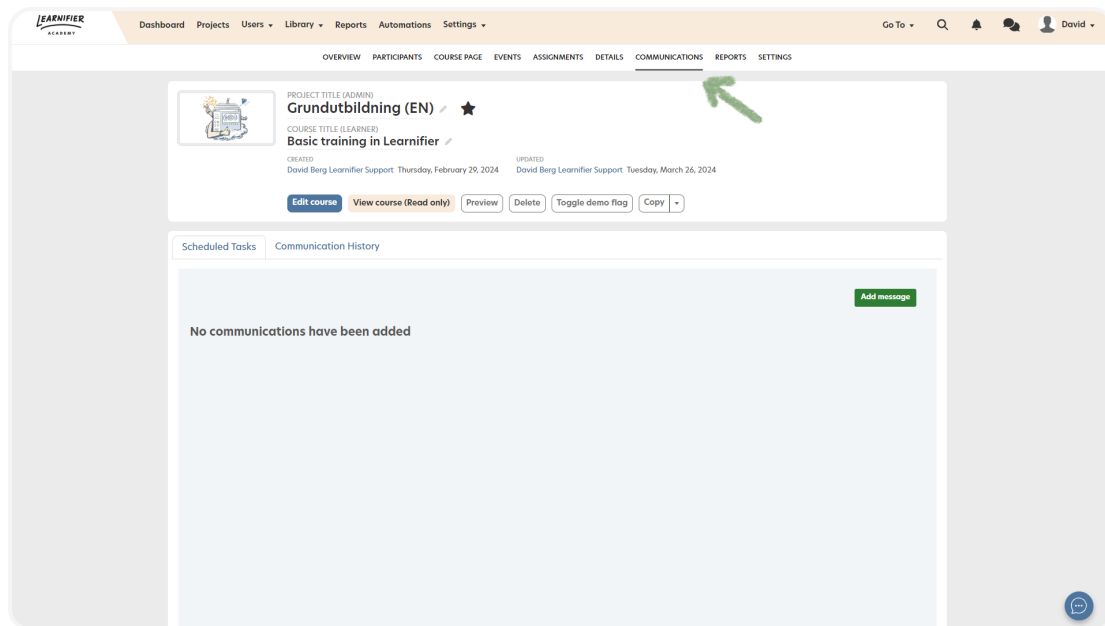 LEARNIFIER
ACADEMY
Dashboard Projects Users Library Reports Automations Settings Go To David
OVERVIEW PARTICIPANTS COURSE PAGE EVENTS ASSIGNMENTS DETAILS COMMUNICATIONS REPORTS SETTINGS
PROJECT TITLE (ADMIN)
Grundutbildning (EN)
COURSE TITLE (LEARNER)
Basic training in Learnifier
CREATED UPDATED
David Berg Learnifier Support Thursday, February 29, 2024 David Berg Learnifier Support Tuesday, March 26, 2024
Edit course View course (Read only) Preview Delete Toggle demo flag Copy
Scheduled Tasks Communication History
Add message
No communications have been added